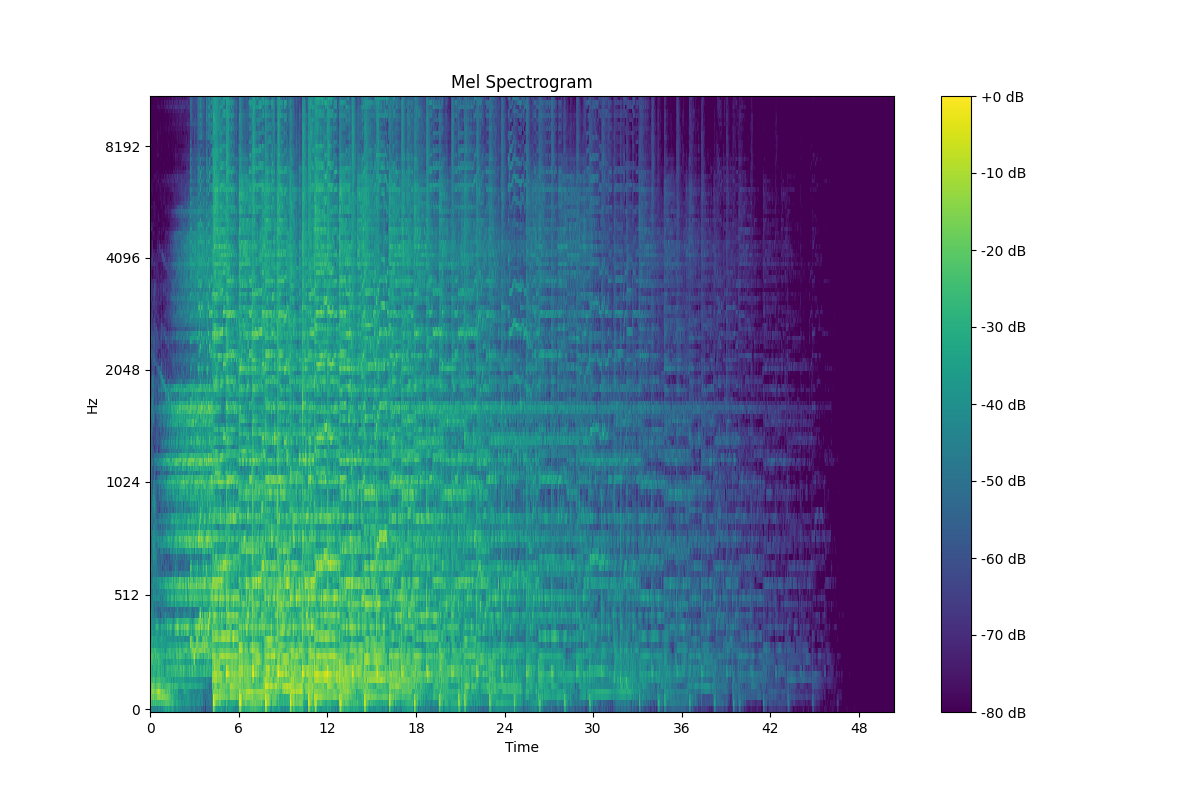 Mel Spectrogram
Hz
8192
4096
2048
1024
512
0
0 6 12 18 24 30 36 42 48
Time
+0 dB
-10 dB
-20 dB
-30 dB
-40 dB
-50 dB
-60 dB
-70 dB
-80 dB